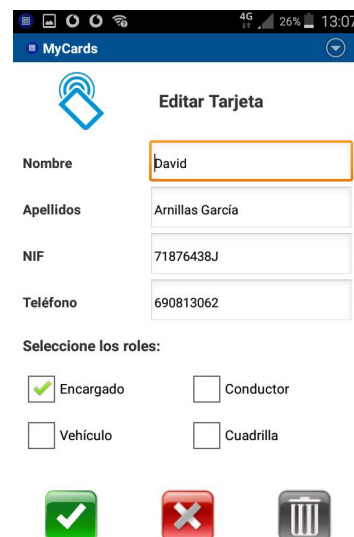 4G 26% 13:07
MyCards
Editar Tarjeta
Nombre David
Apellidos Arnillas García
NIF 71876438J
Teléfono 690813062
Seleccione los roles:
Encargado Conductor
Vehículo Cuadrilla